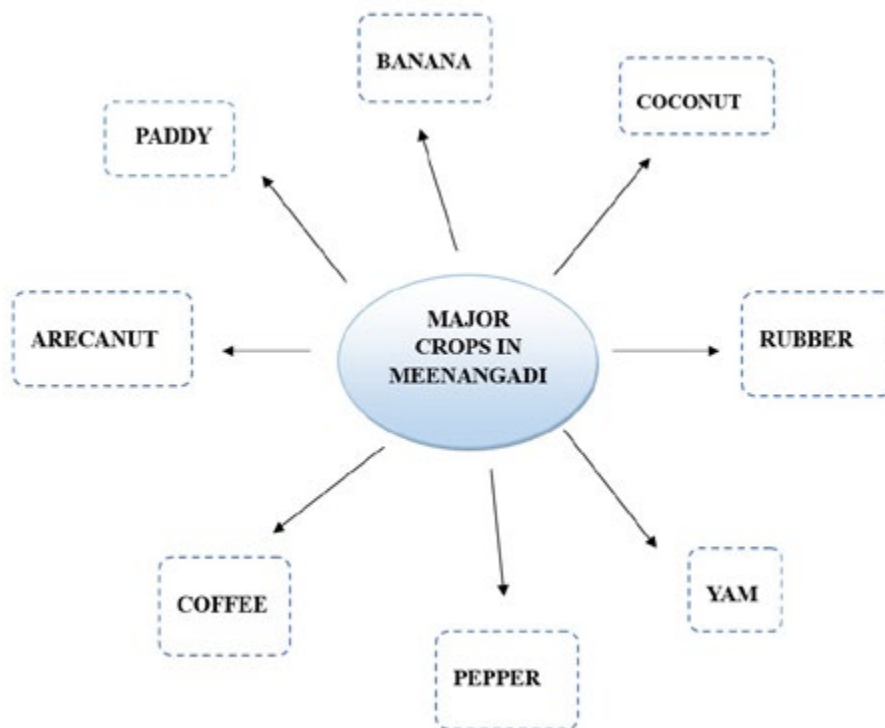 BANANA
COCONUT
PADDY
MAJOR
CROPS IN
MEENANGADI
ARECANUT
RUBBER
COFFEE
YAM
PEPPER